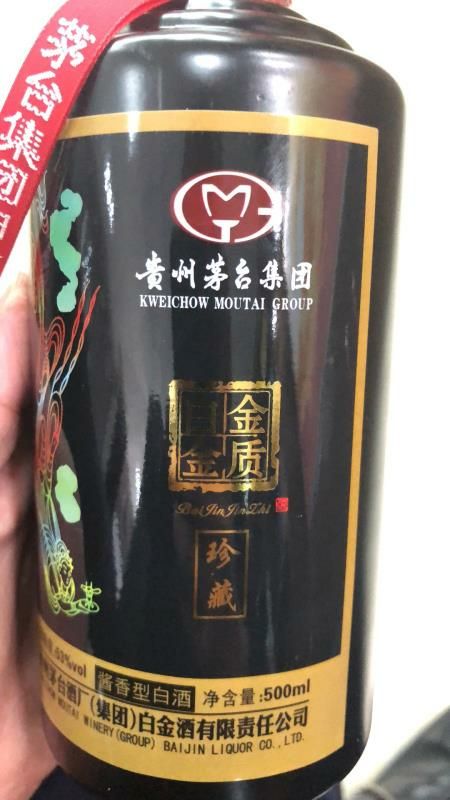 茅台集团
贵州茅台集团
KWEICHOW MOUTAI GROUP
白金
金质
BaiJinJinZhi
珍藏
53%vol
酱香型白酒
净含量:500ml
茅台酒厂(集团)白金酒有限责任公司
MOUTAI WINERY(GROUP) BAIJIN LIQUOR CO., LTD.